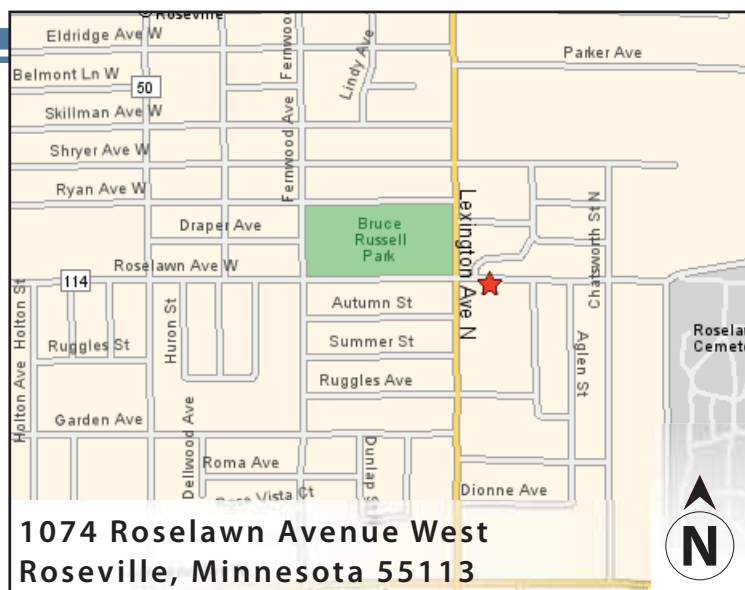 Roseville
Eldridge Ave W
Fernwood
Lindy Ave
Parker Ave
Belmont Ln W
50
Skillman Ave W
Shryer Ave W
Fernwood Ave
Ryan Ave W
Lexington Ave N
Chatsworth St N
Draper Ave
Bruce
Russell
Park
Roselawn Ave W
114
Holton St
Holton Ave
Huron St
Autumn St
Summer St
Ruggles St
Ruggles Ave
Aglen St
Garden Ave
Dellwood Ave
Roma Ave
Dunlap St
Rose Vista Ct
Dionne Ave
1074 Roselawn Avenue West
Roseville, Minnesota 55113
N